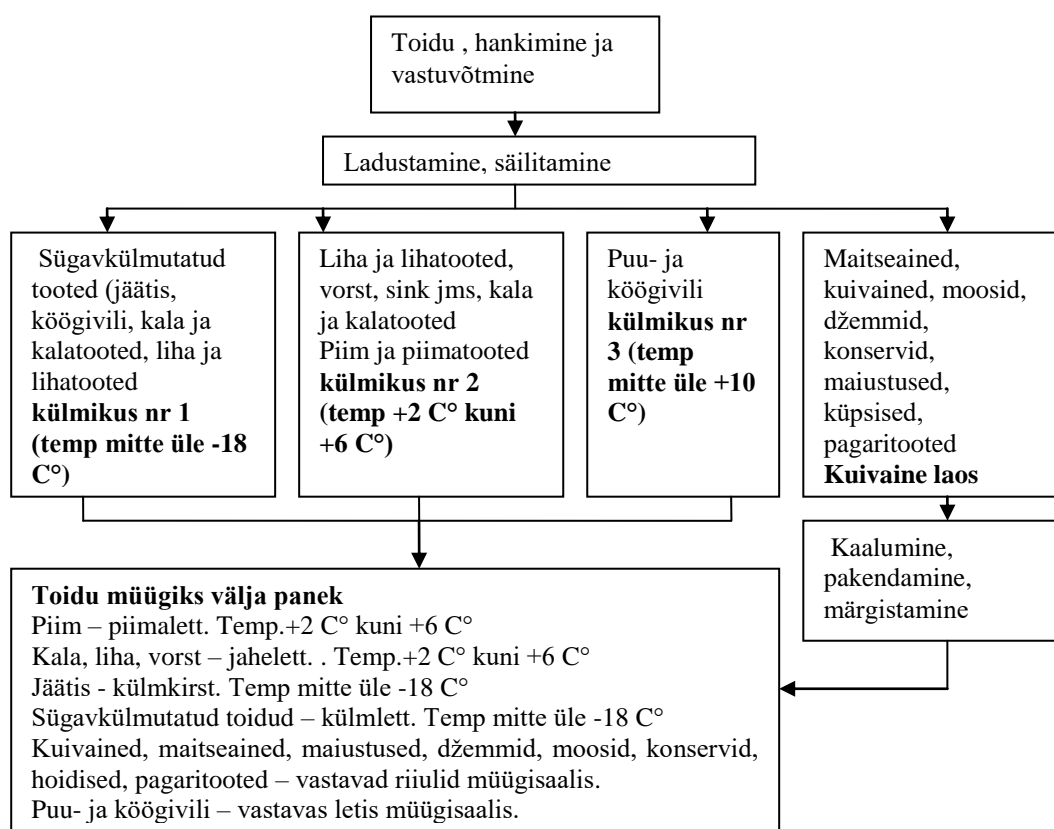 Toidu , hankimine ja
vastuvõtmine
Ladustamine, säilitamine
Sügavkülmutatud
tooted (jäätis,
köögivili, kala ja
kalatooted, liha ja
lihatooted
külmikus nr 1
(temp mitte üle -18
C°)
Liha ja lihatooted,
vorst, sink jms, kala
ja kalatooted
Piim ja piimatooted
külmikus nr 2
(temp +2 C° kuni
+6 C°)
Puu- ja
köögivili
külmikus nr
3 (temp
mitte üle +10
C°)
Maitseained,
kuivained, moosid,
džemmid,
konservid,
maiustused,
küpsised,
pagaritooted
Kuivaine laos
Kaalumine,
pakendamine,
märgistamine
Toidu müügiks välja panek
Piim – piimalett. Temp.+2 C° kuni +6 C°
Kala, liha, vorst – jahelett. . Temp.+2 C° kuni +6 C°
Jäätis - külmkirst. Temp mitte üle -18 C°
Sügavkülmutatud toidud – külmlett. Temp mitte üle -18 C°
Kuivained, maitseained, maiustused, džemmid, moosid, konservid,
hoidised, pagaritooted – vastavad riiulid müügisaalis.
Puu- ja köögivili – vastavas letis müügisaalis.